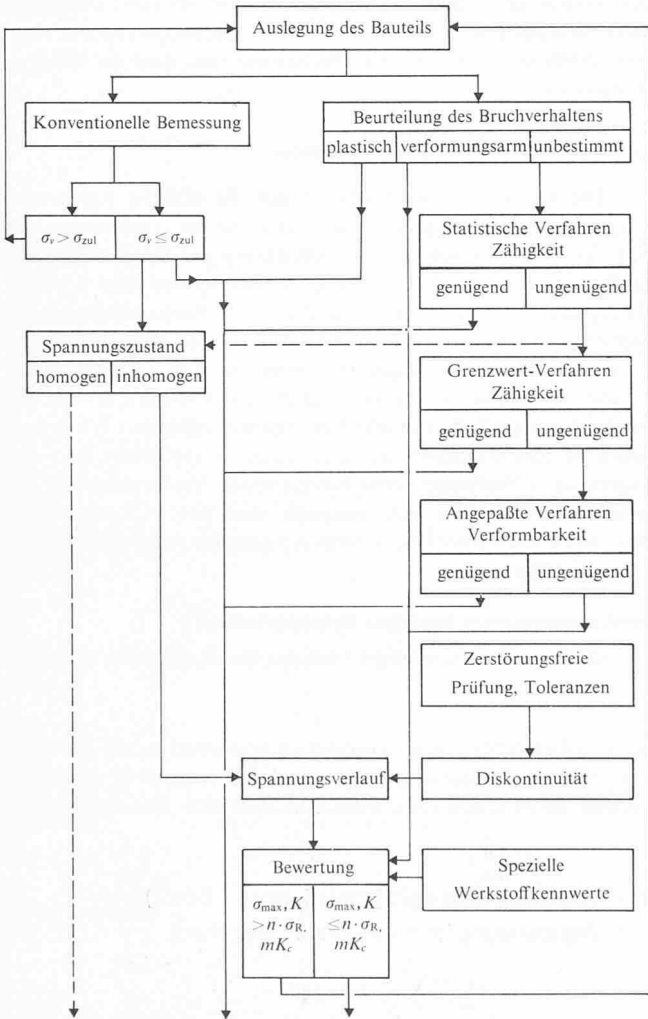 Auslegung des Bauteils
Konventionelle Bemessung
Beurteilung des Bruchverhaltens
plastisch verformungsarm unbestimmt
σv > σzul σv ≤ σzul
Statistische Verfahren
Zähigkeit
genügend ungenügend
Spannungszustand
homogen inhomogen
Grenzwert-Verfahren
Zähigkeit
genügend ungenügend
Angepaßte Verfahren
Verformbarkeit
genügend ungenügend
Zerstörungsfreie
Prüfung, Toleranzen
Spannungsverlauf
Diskontinuität
Bewertung
σmax, K
> n · σR,
mKc
σmax, K
≤ n · σR,
mKc
Spezielle
Werkstoffkennwerte